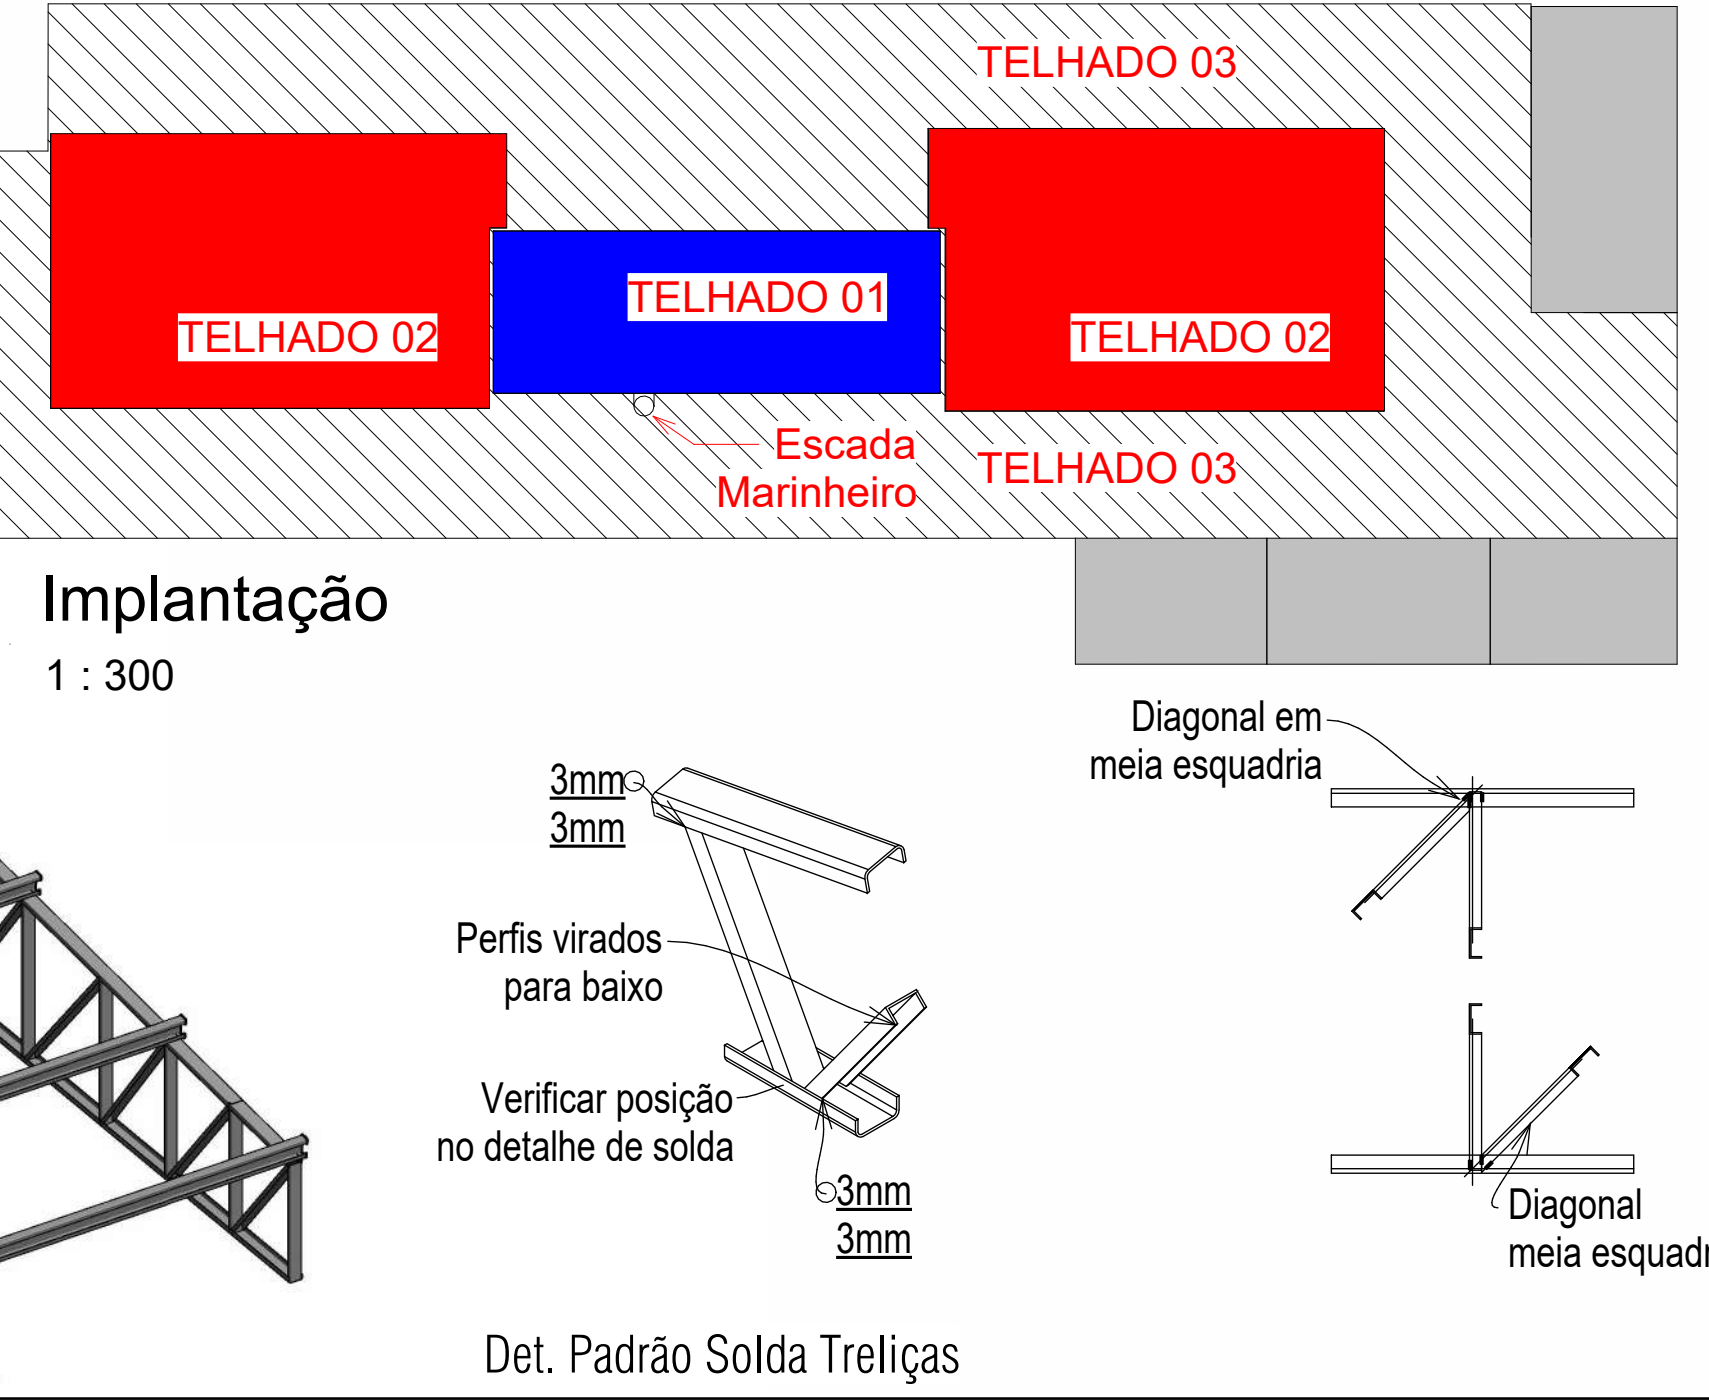 TELHADO 03
TELHADO 01
TELHADO 02
TELHADO 02
Escada
Marinheiro
TELHADO 03
Implantação
1 : 300
Diagonal em
meia esquadria
3mm
3mm
Perfis virados
para baixo
Verificar posição
no detalhe de solda
3mm
3mm
Diagonal
meia esquadr
Det. Padrão Solda Treliças